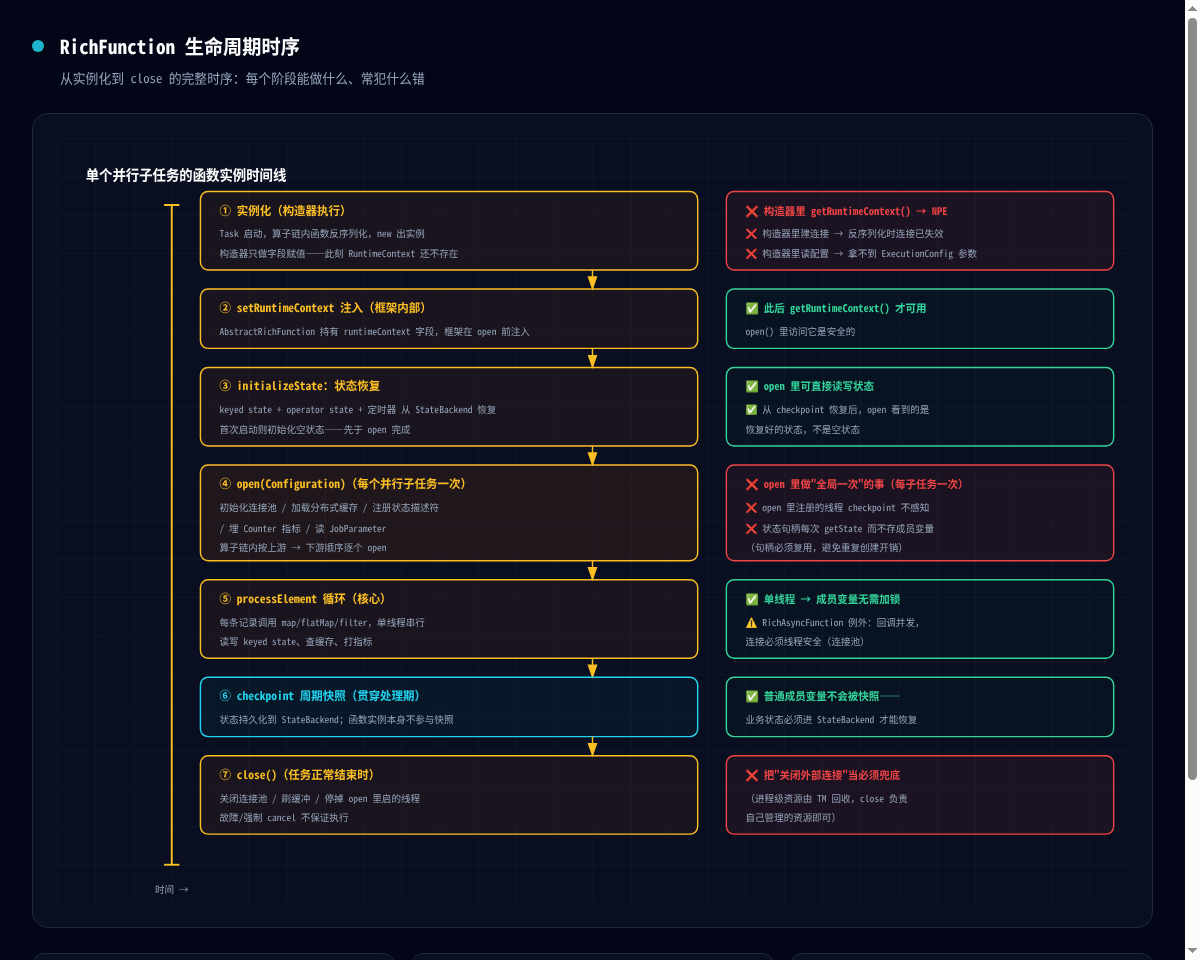 RichFunction 生命周期时序
从实例化到 close 的完整时序：每个阶段能做什么、常犯什么错
单个并行子任务的函数实例时间线
① 实例化（构造器执行）
Task 启动，算子链内函数反序列化，new 出实例
构造器只做字段赋值——此刻 RuntimeContext 还不存在
❌ 构造器里 getRuntimeContext() → NPE
❌ 构造器里建连接 → 反序列化时连接已失效
❌ 构造器里读配置 → 拿不到 ExecutionConfig 参数
② setRuntimeContext 注入（框架内部）
AbstractRichFunction 持有 runtimeContext 字段，框架在 open 前注入
✅ 此后 getRuntimeContext() 才可用
open() 里访问它是安全的
③ initializeState：状态恢复
keyed state + operator state + 定时器 从 StateBackend 恢复
首次启动则初始化空状态——先于 open 完成
✅ open 里可直接读写状态
✅ 从 checkpoint 恢复后，open 看到的是
恢复好的状态，不是空状态
④ open(Configuration)（每个并行子任务一次）
初始化连接池 / 加载分布式缓存 / 注册状态描述符
/ 埋 Counter 指标 / 读 JobParameter
算子链内按上游 → 下游顺序逐个 open
❌ open 里做"全局一次"的事（每子任务一次）
❌ open 里注册的线程 checkpoint 不感知
❌ 状态句柄每次 getState 而不存成员变量
（句柄必须复用，避免重复创建开销）
⑤ processElement 循环（核心）
每条记录调用 map/flatMap/filter，单线程串行
读写 keyed state、查缓存、打指标
✅ 单线程 → 成员变量无需加锁
⚠️ RichAsyncFunction 例外：回调并发，
连接必须线程安全（连接池）
⑥ checkpoint 周期快照（贯穿处理期）
状态持久化到 StateBackend；函数实例本身不参与快照
✅ 普通成员变量不会被快照——
业务状态必须进 StateBackend 才能恢复
⑦ close()（任务正常结束时）
关闭连接池 / 刷缓冲 / 停掉 open 里启的线程
故障/强制 cancel 不保证执行
❌ 把"关闭外部连接"当必须兜底
（进程级资源由 TM 回收，close 负责
自己管理的资源即可）
时间 →